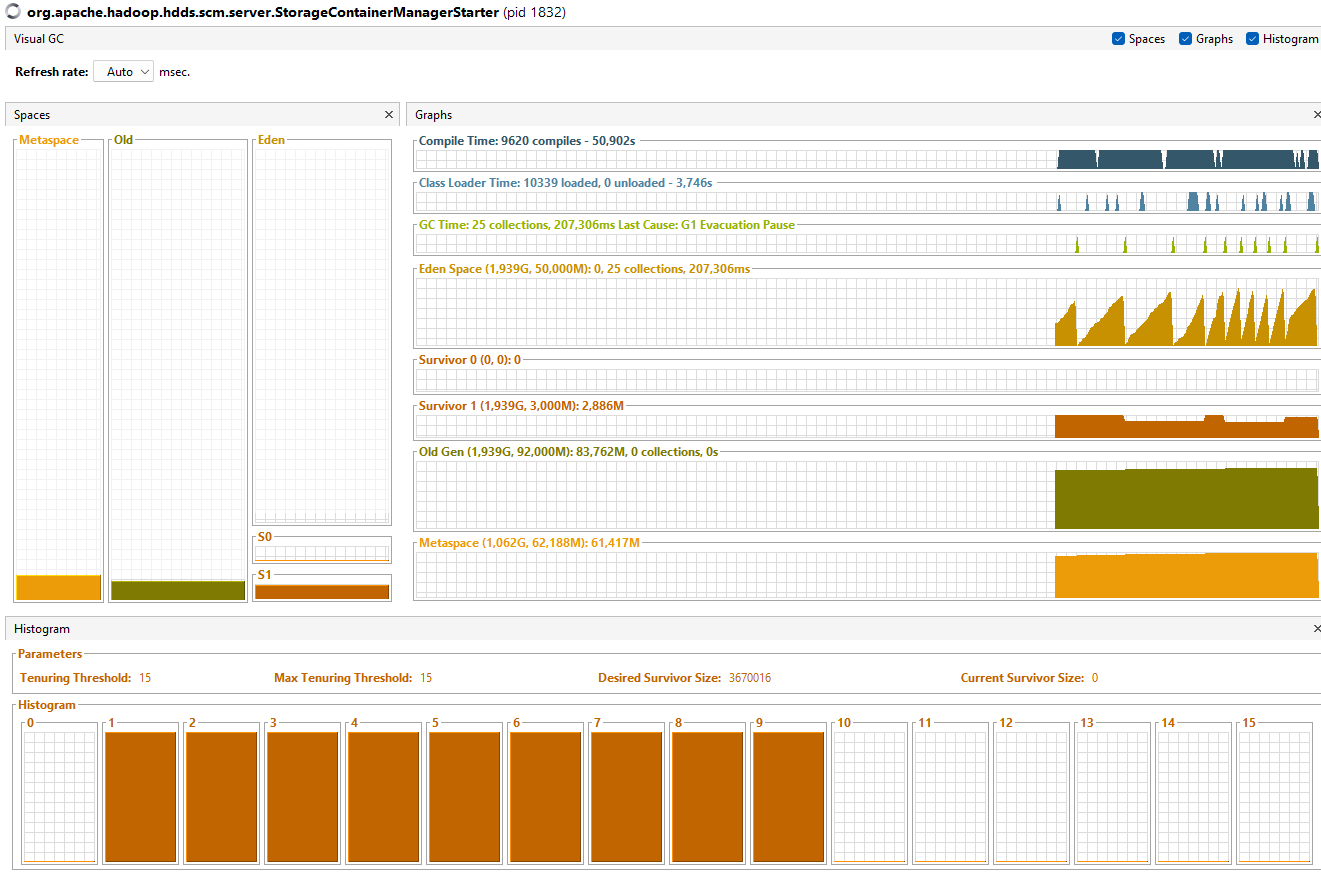 org.apache.hadoop.hdds.scm.server.StorageContainerManagerStarter (pid 1832)
Visual GC
Spaces Graphs Histogram
Refresh rate: Auto msec.
Spaces
Metaspace Old Eden
S0
S1
Graphs
Compile Time: 9620 compiles - 50,902s
Class Loader Time: 10339 loaded, 0 unloaded - 3,746s
GC Time: 25 collections, 207,306ms Last Cause: G1 Evacuation Pause
Eden Space (1,939G, 50,000M): 0, 25 collections, 207,306ms
Survivor 0 (0, 0): 0
Survivor 1 (1,939G, 3,000M): 2,886M
Old Gen (1,939G, 92,000M): 83,762M, 0 collections, 0s
Metaspace (1,062G, 62,188M): 61,417M
Histogram
Parameters
Tenuring Threshold: 15 Max Tenuring Threshold: 15 Desired Survivor Size: 3670016 Current Survivor Size: 0
Histogram
0 1 2 3 4 5 6 7 8 9 10 11 12 13 14 15